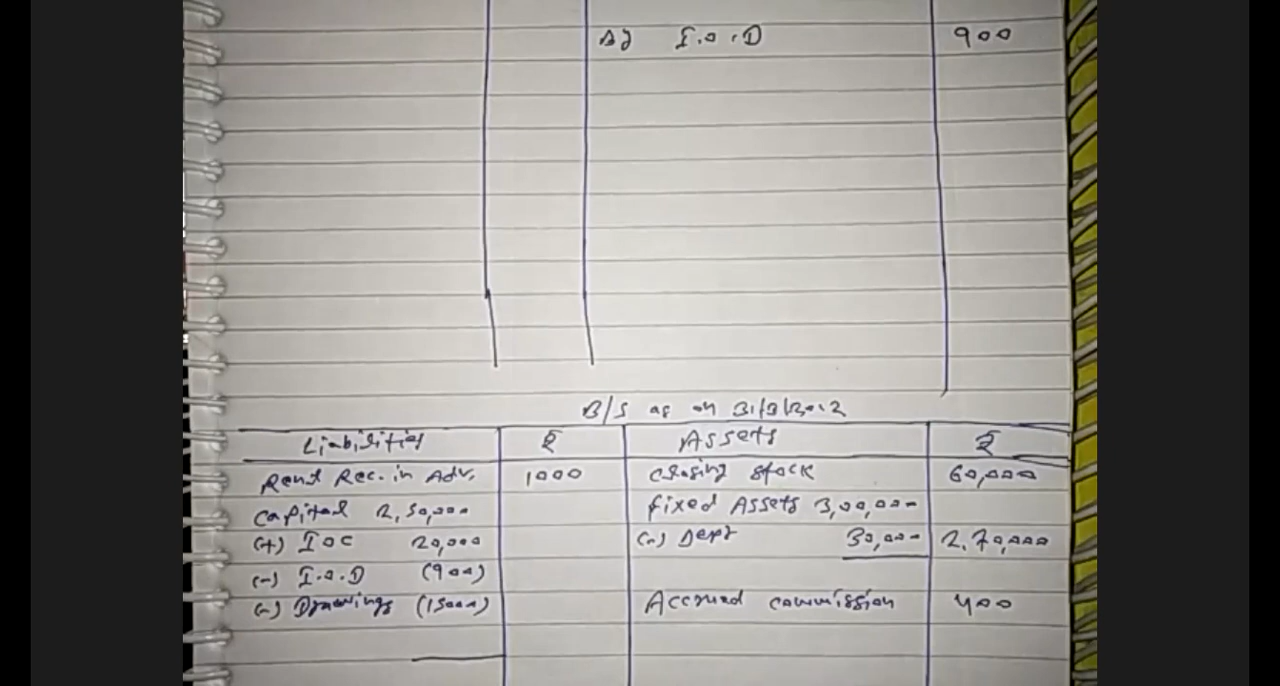 By I.O.D 900
B/S as on 31/3/2012
Liabilities ₹ Assets ₹
Rent Rec. in Adv. 1000 closing stock 60,000
Capital 2,50,000 fixed Assets 3,00,000
(+) IOC 20,000 (-) Depr 30,000 2,70,000
(-) I.O.D (900)
(-) Drawings (15000) Accrued commission 400